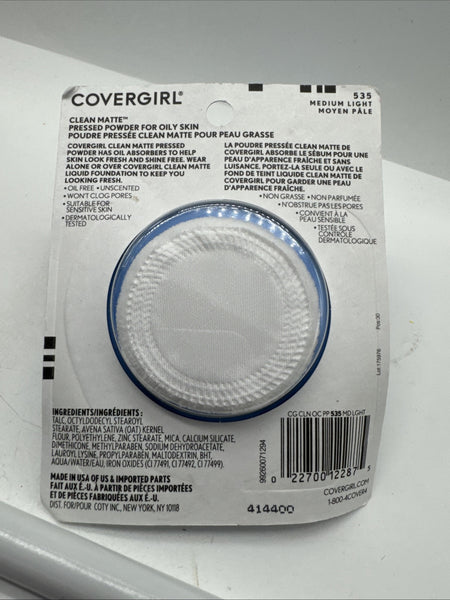 COVERGIRL®
535
MEDIUM LIGHT
MOYEN PÂLE
CLEAN MATTE™
PRESSED POWDER FOR OILY SKIN
POUDRE PRESSÉE CLEAN MATTE POUR PEAU GRASSE
COVERGIRL CLEAN MATTE PRESSED
POWDER HAS OIL ABSORBERS TO HELP
SKIN LOOK FRESH AND SHINE FREE. WEAR
ALONE OR OVER COVERGIRL CLEAN MATTE
LIQUID FOUNDATION TO KEEP YOU
LOOKING FRESH.
• OIL FREE • UNSCENTED
• WON'T CLOG PORES
• SUITABLE FOR
SENSITIVE SKIN
• DERMATOLOGICALLY
TESTED
LA POUDRE PRESSÉE CLEAN MATTE DE
COVERGIRL ABSORBE LE SÉBUM POUR UNE
PEAU D'APPARENCE FRAÎCHE ET SANS
LUISANCE. PORTEZ-LA SEULE OU AVEC LE
FOND DE TEINT LIQUIDE CLEAN MATTE DE
COVERGIRL POUR GARDER UNE PEAU
D'APPARENCE FRAÎCHE.
• NON GRASSE • NON PARFUMÉE
• N'OBSTRUE PAS LES PORES
• CONVIENT À LA
PEAU SENSIBLE
• TESTÉE SOUS
CONTRÔLE
DERMATOLOGIQUE
Pos:30
Lot:175976
INGREDIENTS/INGRÉDIENTS :
TALC, OCTYLDODECYL STEAROYL
STEARATE, AVENA SATIVA (OAT) KERNEL
FLOUR, POLYETHYLENE, ZINC STEARATE, MICA, CALCIUM SILICATE,
DIMETHICONE, METHYLPARABEN, SODIUM DEHYDROACETATE,
LAUROYL LYSINE, PROPYLPARABEN, MALTODEXTRIN, BHT,
AQUA/WATER/EAU, IRON OXIDES (CI 77491, CI 77492, CI 77499).
MADE IN USA OF US & IMPORTED PARTS
FAIT AUX É.-U. À PARTIR DE PIÈCES IMPORTÉES
ET DE PIÈCES FABRIQUÉES AUX É.-U.
DIST. FOR/POUR COTY INC., NEW YORK, NY 10118
CG CLN OC PP 535 MD LGHT
99260071294
0 22700 12287 5
COVERGIRL.COM
1-800-4COVER4
4144